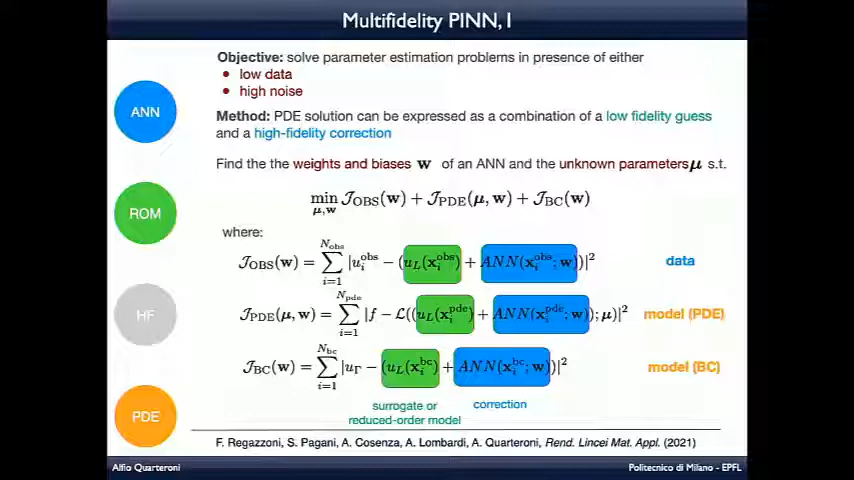 Multifidelity PINN, I
Objective: solve parameter estimation problems in presence of either
• low data
• high noise
ANN
Method: PDE solution can be expressed as a combination of a low fidelity guess
and a high-fidelity correction
Find the the weights and biases w of an ANN and the unknown parameters μ s.t.
ROM
min_{μ,w} J_OBS(w) + J_PDE(μ, w) + J_BC(w)
where:
J_OBS(w) = ∑_{i=1}^{N_obs} |u_i^obs − (u_L(x_i^obs) + ANN(x_i^obs; w))|² data
HF
J_PDE(μ, w) = ∑_{i=1}^{N_pde} |f − L((u_L(x_i^pde) + ANN(x_i^pde; w)); μ)|² model (PDE)
J_BC(w) = ∑_{i=1}^{N_bc} |u_Γ − (u_L(x_i^bc) + ANN(x_i^bc; w))|² model (BC)
PDE
surrogate or correction
reduced-order model
F. Regazzoni, S. Pagani, A. Cosenza, A. Lombardi, A. Quarteroni, Rend. Lincei Mat. Appl. (2021)
Alfio Quarteroni Politecnico di Milano - EPFL